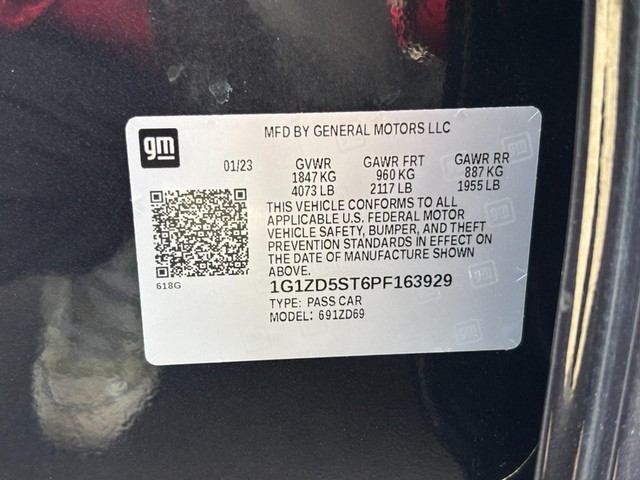 MFD BY GENERAL MOTORS LLC
gm
01/23 GVWR GAWR FRT GAWR RR
1847 KG 960 KG 887 KG
4073 LB 2117 LB 1955 LB
THIS VEHICLE CONFORMS TO ALL
APPLICABLE U.S. FEDERAL MOTOR
VEHICLE SAFETY, BUMPER, AND THEFT
PREVENTION STANDARDS IN EFFECT ON
THE DATE OF MANUFACTURE SHOWN
ABOVE.
618G
1G1ZD5ST6PF163929
TYPE: PASS CAR
MODEL: 691ZD69